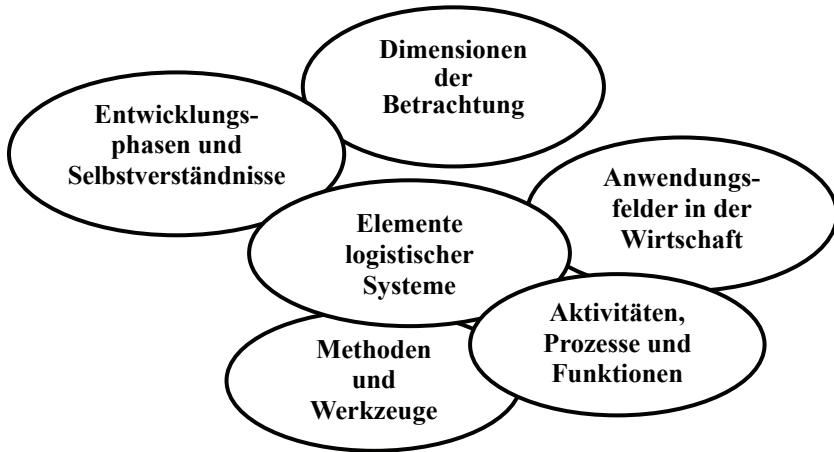 Dimensionen
der
Betrachtung
Entwicklungs-
phasen und
Selbstverständnisse
Anwendungs-
felder in der
Wirtschaft
Elemente
logistischer
Systeme
Aktivitäten,
Prozesse und
Funktionen
Methoden
und
Werkzeuge